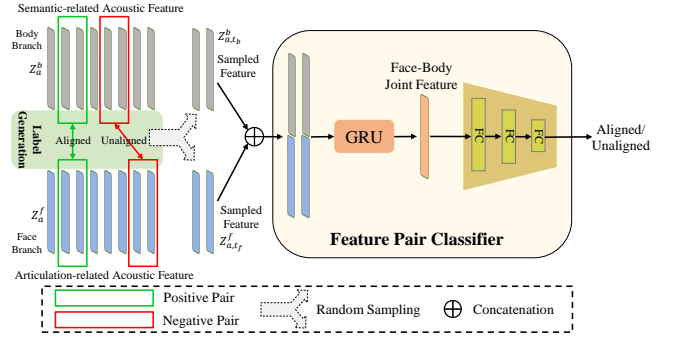 Semantic-related Acoustic Feature
Body
Branch
Z_a^b
Label
Generation
Aligned
Unaligned
Z_a^f
Face
Branch
Articulation-related Acoustic Feature
Z_{a,t_b}^b
Sampled
Feature
Sampled
Feature
Z_{a,t_f}^f
GRU
Face-Body
Joint Feature
FC
FC
FC
Feature Pair Classifier
Aligned/
Unaligned
Positive Pair
Negative Pair
Random Sampling
Concatenation